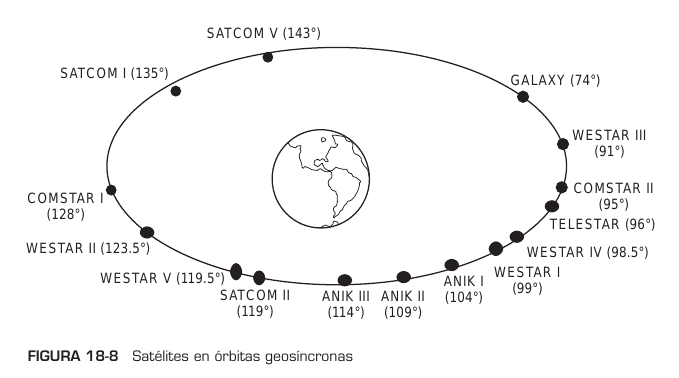 SATCOM V (143°)
SATCOM I (135°)
GALAXY (74°)
WESTAR III
(91°)
COMSTAR I
(128°)
COMSTAR II
(95°)
TELESTAR (96°)
WESTAR II (123.5°)
WESTAR IV (98.5°)
WESTAR V (119.5°)
WESTAR I
(99°)
SATCOM II
(119°)
ANIK III
(114°)
ANIK II
(109°)
ANIK I
(104°)
FIGURA 18-8 Satélites en órbitas geosíncronas